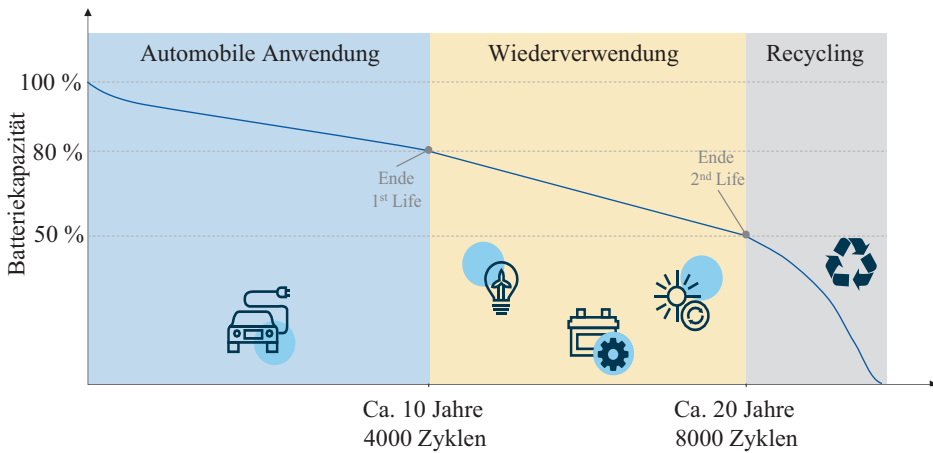 Automobile Anwendung
Wiederverwendung
Recycling
Batteriekapazität
100 %
80 %
50 %
Ende
1st Life
Ende
2nd Life
Ca. 10 Jahre
4000 Zyklen
Ca. 20 Jahre
8000 Zyklen